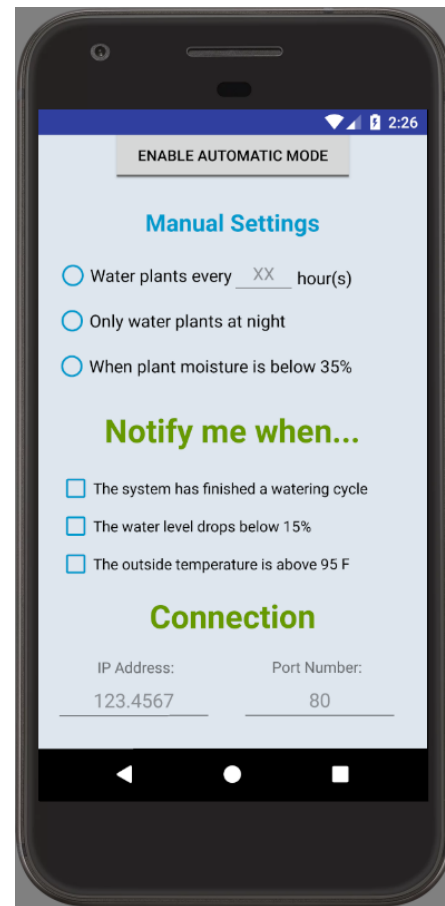 2:26
ENABLE AUTOMATIC MODE
Manual Settings
Water plants every XX hour(s)
Only water plants at night
When plant moisture is below 35%
Notify me when...
The system has finished a watering cycle
The water level drops below 15%
The outside temperature is above 95 F
Connection
IP Address: Port Number:
123.4567 80